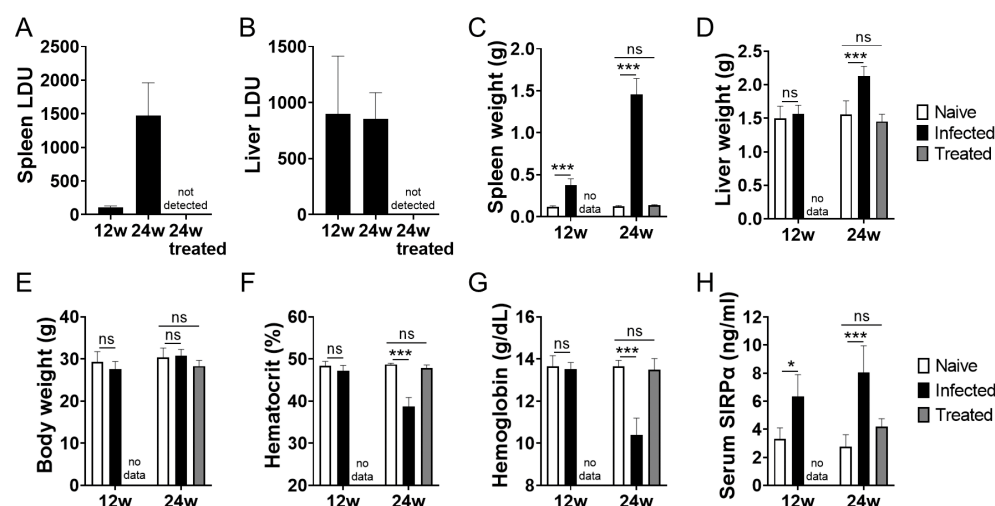 A
Spleen LDU
2500
2000
1500
1000
500
0
not
detected
12w 24w 24w
treated
B
Liver LDU
1500
1000
500
0
not
detected
12w 24w 24w
treated
C
Spleen weight (g)
2.0
1.5
1.0
0.5
0.0
***
no
data
ns
***
12w 24w
D
Liver weight (g)
2.5
2.0
1.5
1.0
0.5
0.0
ns
no
data
ns
***
12w 24w
Naive
Infected
Treated
E
Body weight (g)
40
30
20
10
0
ns
no
data
ns
ns
12w 24w
F
Hematocrit (%)
60
50
40
30
20
ns
no
data
ns
***
12w 24w
G
Hemoglobin (g/dL)
16
14
12
10
8
ns
no
data
ns
***
12w 24w
H
Serum SIRPα (ng/ml)
12
10
8
6
4
2
0
*
no
data
ns
***
12w 24w
Naive
Infected
Treated